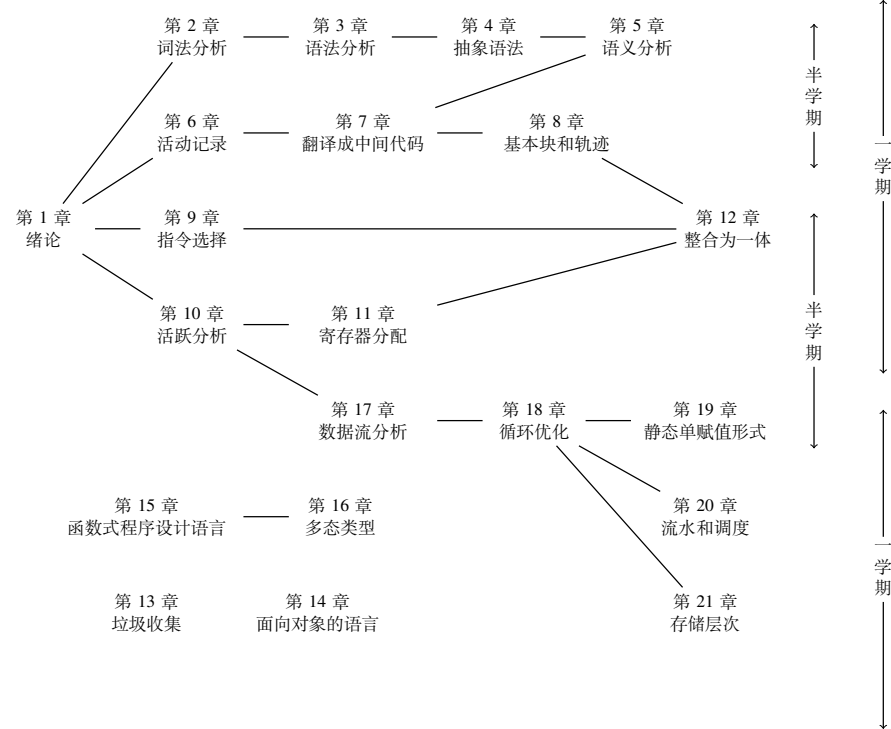 第 2 章
词法分析
第 3 章
语法分析
第 4 章
抽象语法
第 5 章
语义分析
半学期
第 6 章
活动记录
第 7 章
翻译成中间代码
第 8 章
基本块和轨迹
一学期
第 1 章
绪论
第 9 章
指令选择
第 12 章
整合为一体
第 10 章
活跃分析
第 11 章
寄存器分配
半学期
第 17 章
数据流分析
第 18 章
循环优化
第 19 章
静态单赋值形式
第 15 章
函数式程序设计语言
第 16 章
多态类型
第 20 章
流水和调度
一学期
第 13 章
垃圾收集
第 14 章
面向对象的语言
第 21 章
存储层次